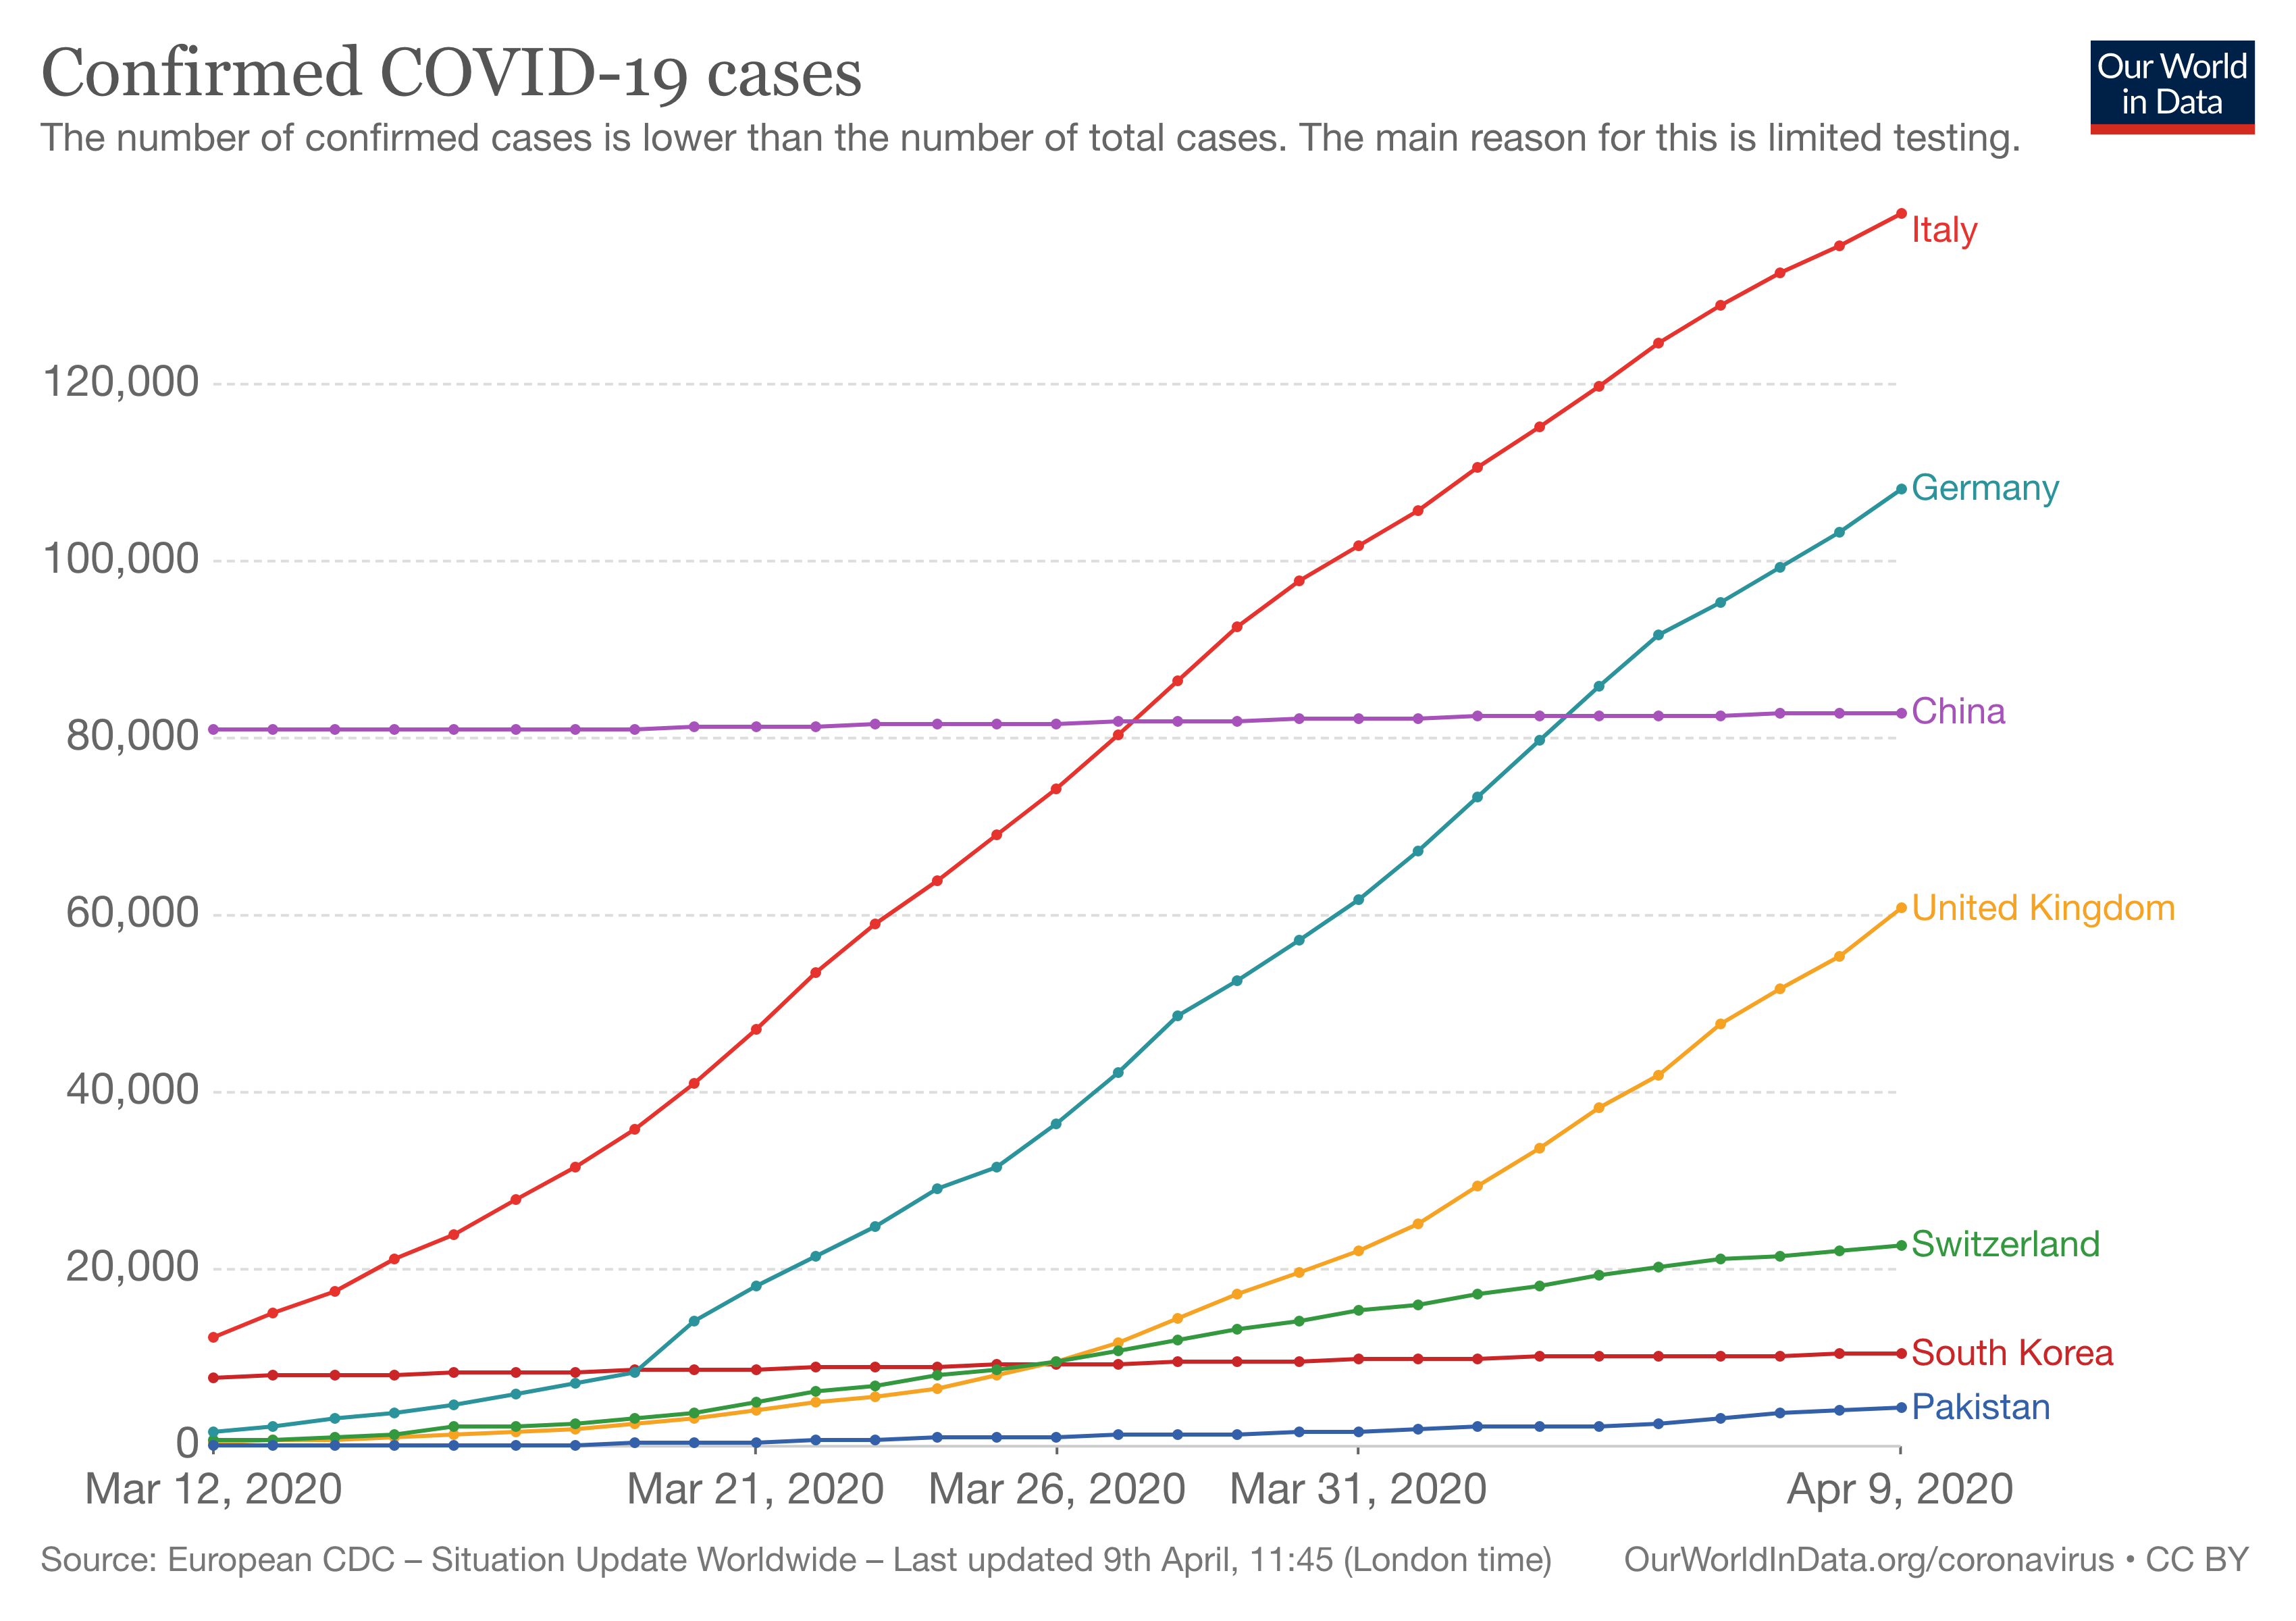 Confirmed COVID-19 cases
The number of confirmed cases is lower than the number of total cases. The main reason for this is limited testing.
Our World
in Data
Italy
120,000
Germany
100,000
China
80,000
60,000
United Kingdom
40,000
Switzerland
20,000
South Korea
Pakistan
0
Mar 12, 2020
Mar 21, 2020
Mar 26, 2020
Mar 31, 2020
Apr 9, 2020
Source: European CDC – Situation Update Worldwide – Last updated 9th April, 11:45 (London time)
OurWorldInData.org/coronavirus • CC BY